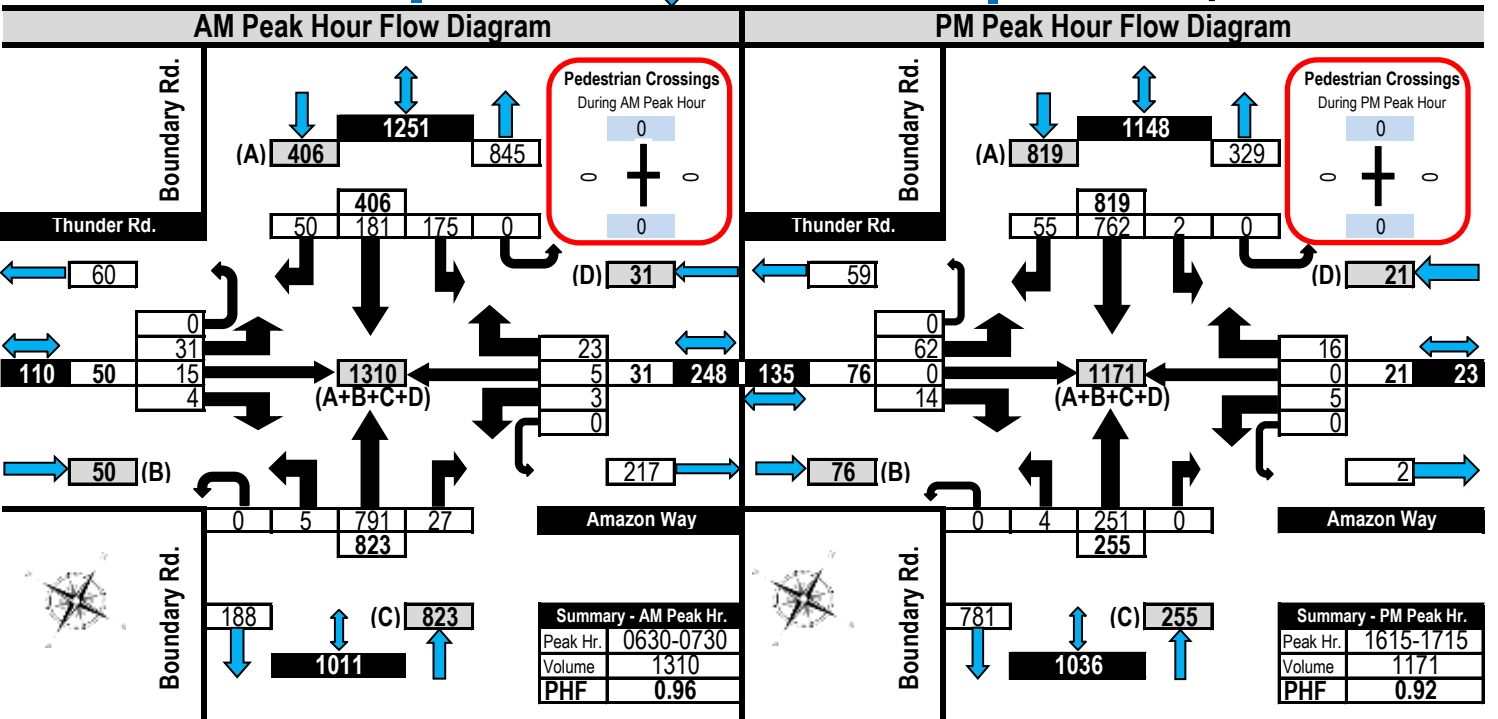 AM Peak Hour Flow Diagram
Boundary Rd.
Pedestrian Crossings
During AM Peak Hour
0
0 0
0
1251
(A) 406 845
406
50 181 175 0
Thunder Rd.
60
(D) 31
0
31
15
4
110 50
1310
(A+B+C+D)
23
5
3
0
31 248
50 (B)
217
0 5 791 27
823
Amazon Way
Boundary Rd.
188
(C) 823
1011
Summary - AM Peak Hr.
Peak Hr. 0630-0730
Volume 1310
PHF 0.96
PM Peak Hour Flow Diagram
Boundary Rd.
Pedestrian Crossings
During PM Peak Hour
0
0 0
0
1148
(A) 819 329
819
55 762 2 0
Thunder Rd.
59
(D) 21
0
62
0
14
135 76
1171
(A+B+C+D)
16
0
5
0
21 23
76 (B)
2
0 4 251 0
255
Amazon Way
Boundary Rd.
781
(C) 255
1036
Summary - PM Peak Hr.
Peak Hr. 1615-1715
Volume 1171
PHF 0.92